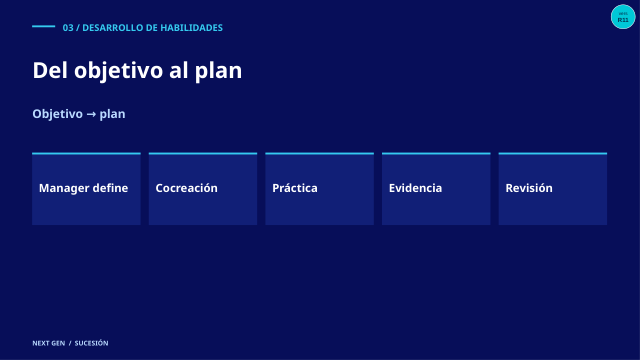 03 / DESARROLLO DE HABILIDADES
R11
Del objetivo al plan
Objetivo → plan
Manager define
Cocreación
Práctica
Evidencia
Revisión
NEXT GEN / SUCESIÓN